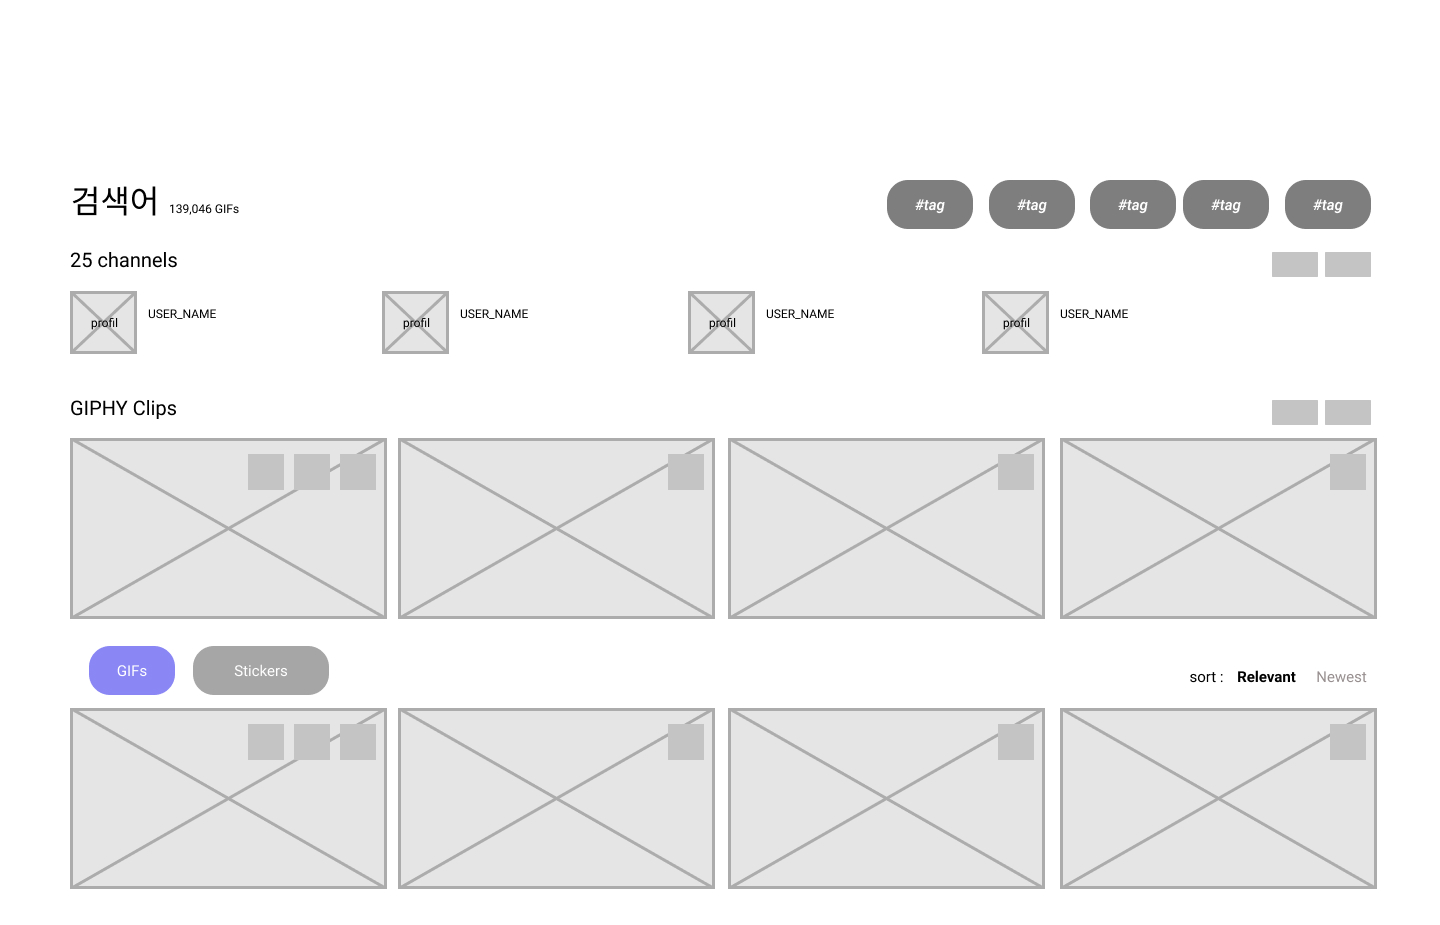 검색어 139,046 GIFs
#tag #tag #tag #tag #tag
25 channels
profil USER_NAME profil USER_NAME profil USER_NAME profil USER_NAME
GIPHY Clips
GIFs Stickers
sort : Relevant Newest